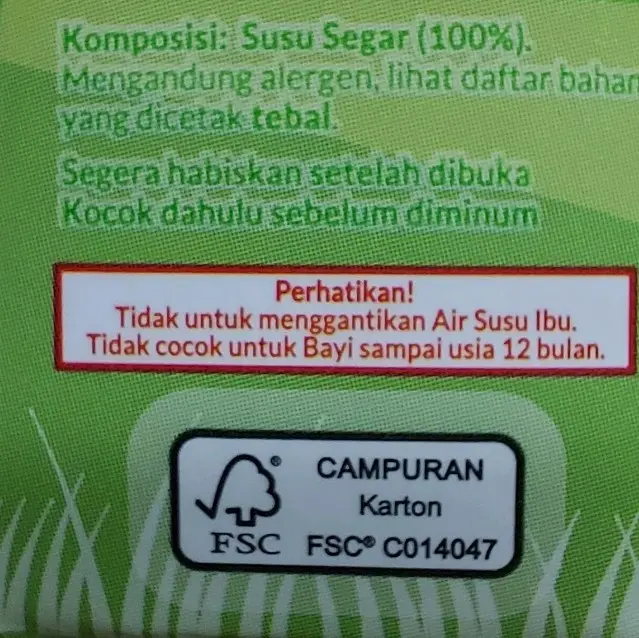 Komposisi: Susu Segar (100%).
Mengandung alergen, lihat daftar bahan
yang dicetak tebal.
Segera habiskan setelah dibuka
Kocok dahulu sebelum diminum
Perhatikan!
Tidak untuk menggantikan Air Susu Ibu.
Tidak cocok untuk Bayi sampai usia 12 bulan.
CAMPURAN
Karton
FSC® C014047
®
FSC